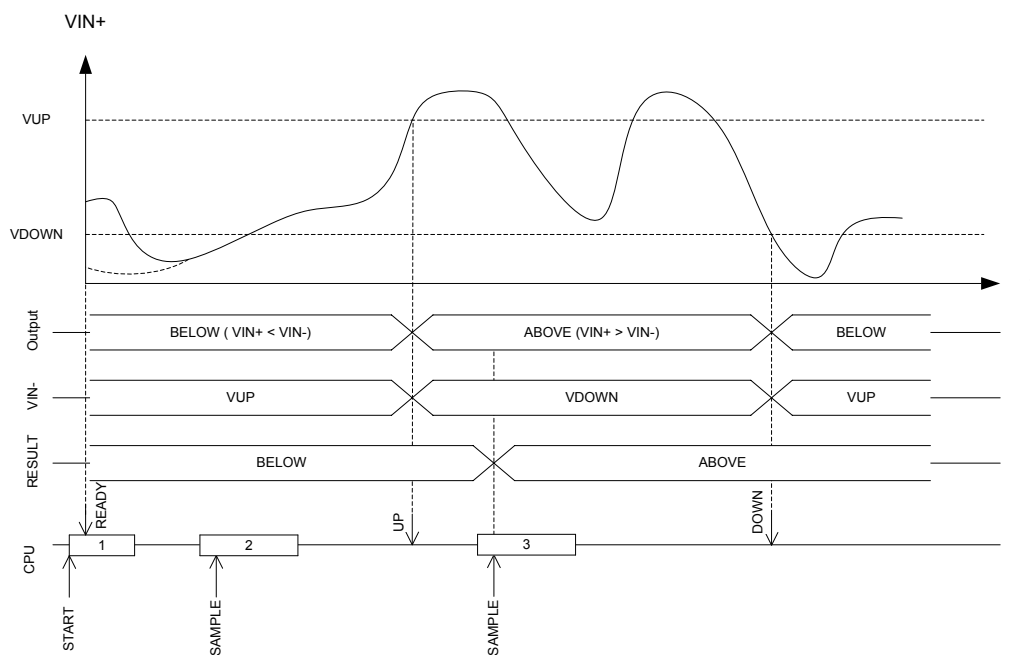 VIN+
VUP
VDOWN
Output
BELOW ( VIN+ < VIN-)
ABOVE (VIN+ > VIN-)
BELOW
VIN-
VUP
VDOWN
VUP
RESULT
BELOW
ABOVE
READY
UP
DOWN
CPU
1
2
3
START
SAMPLE
SAMPLE